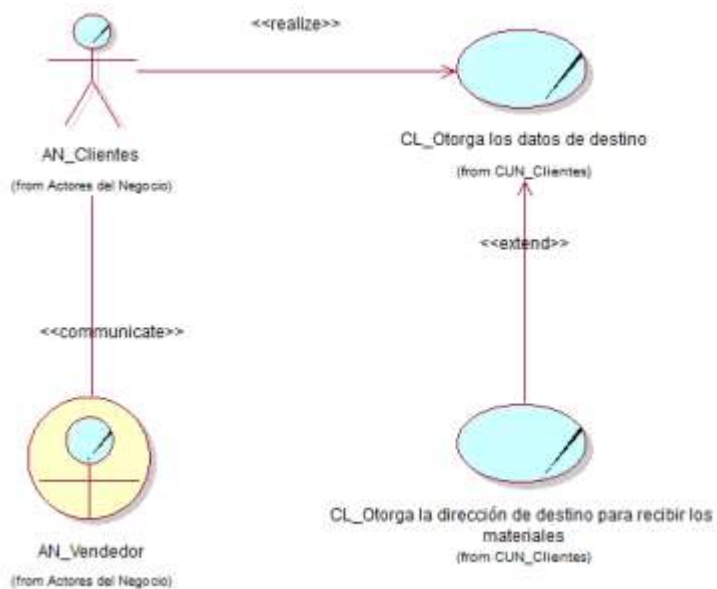 <<realize>>
AN_Clientes
(from Actores del Negocio)
CL_Otorga los datos de destino
(from CUN_Clientes)
<<extend>>
<<communicate>>
AN_Vendedor
(from Actores del Negocio)
CL_Otorga la dirección de destino para recibir los
materiales
(from CUN_Clientes)